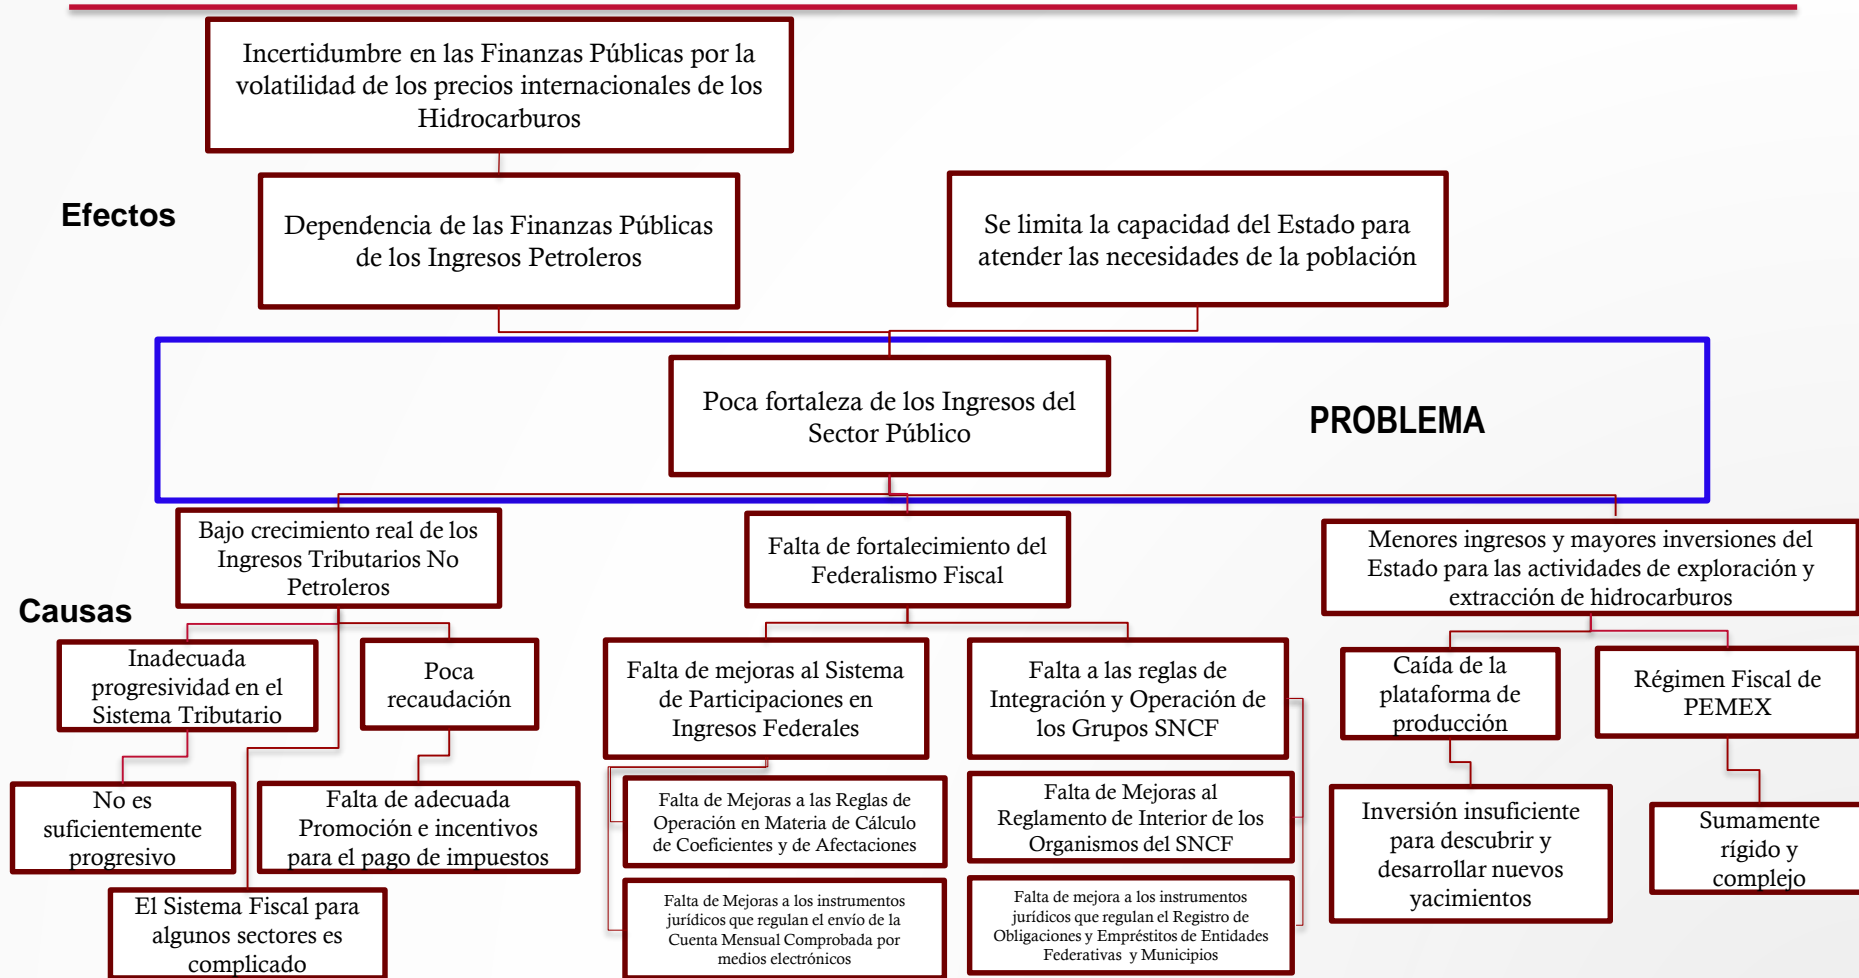 Incertidumbre en las Finanzas Públicas por la
volatilidad de los precios internacionales de los
Hidrocarburos
Efectos
Dependencia de las Finanzas Públicas
de los Ingresos Petroleros
Se limita la capacidad del Estado para
atender las necesidades de la población
Poca fortaleza de los Ingresos del
Sector Público
PROBLEMA
Bajo crecimiento real de los
Ingresos Tributarios No
Petroleros
Falta de fortalecimiento del
Federalismo Fiscal
Menores ingresos y mayores inversiones del
Estado para las actividades de exploración y
extracción de hidrocarburos
Causas
Inadecuada
progresividad en el
Sistema Tributario
Poca
recaudación
Falta de mejoras al Sistema
de Participaciones en
Ingresos Federales
Falta a las reglas de
Integración y Operación de
los Grupos SNCF
Caída de la
plataforma de
producción
Régimen Fiscal de
PEMEX
No es
suficientemente
progresivo
Falta de adecuada
Promoción e incentivos
para el pago de impuestos
Falta de Mejoras a las Reglas de
Operación en Materia de Cálculo
de Coeficientes y de Afectaciones
Falta de Mejoras al
Reglamento de Interior de los
Organismos del SNCF
Inversión insuficiente
para descubrir y
desarrollar nuevos
yacimientos
Sumamente
rígido y
complejo
El Sistema Fiscal para
algunos sectores es
complicado
Falta de Mejoras a los instrumentos
jurídicos que regulan el envío de la
Cuenta Mensual Comprobada por
medios electrónicos
Falta de mejora a los instrumentos
jurídicos que regulan el Registro de
Obligaciones y Empréstitos de Entidades
Federativas y Municipios